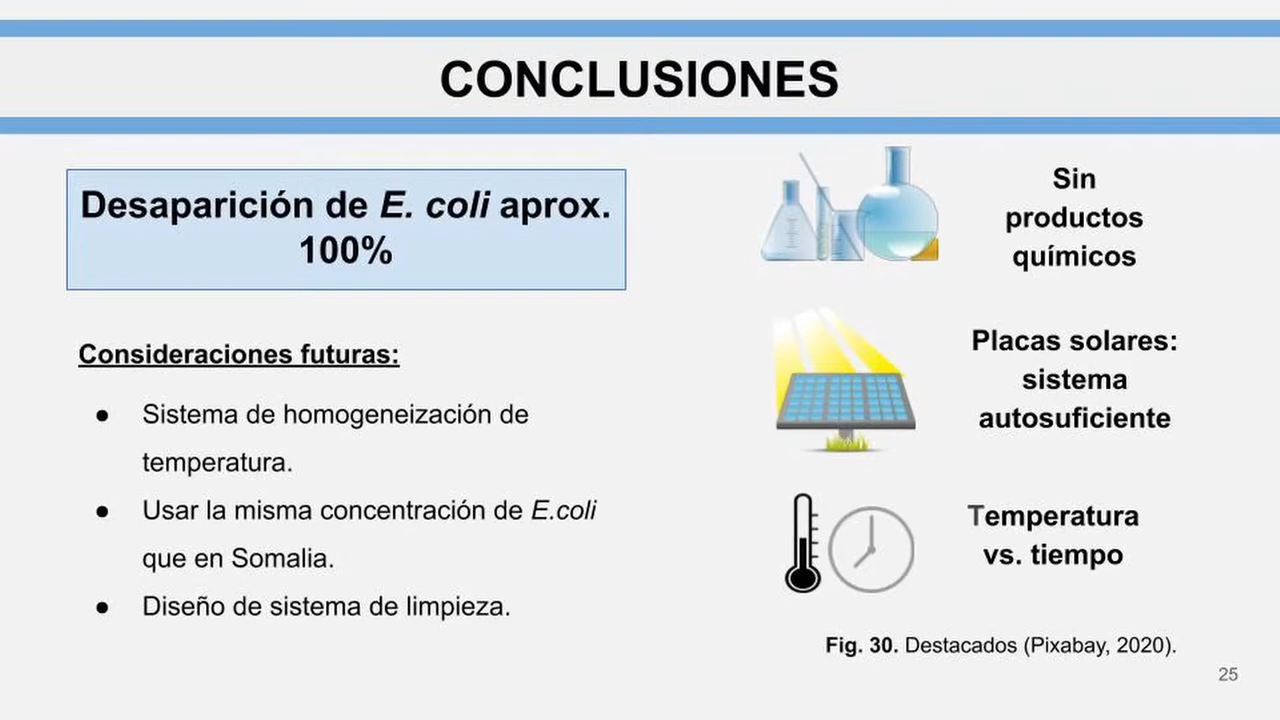 CONCLUSIONES
Desaparición de E. coli aprox.
100%
Consideraciones futuras:
● Sistema de homogeneización de
temperatura.
● Usar la misma concentración de E.coli
que en Somalia.
● Diseño de sistema de limpieza.
Sin
productos
químicos
Placas solares:
sistema
autosuficiente
Temperatura
vs. tiempo
Fig. 30. Destacados (Pixabay, 2020).
25